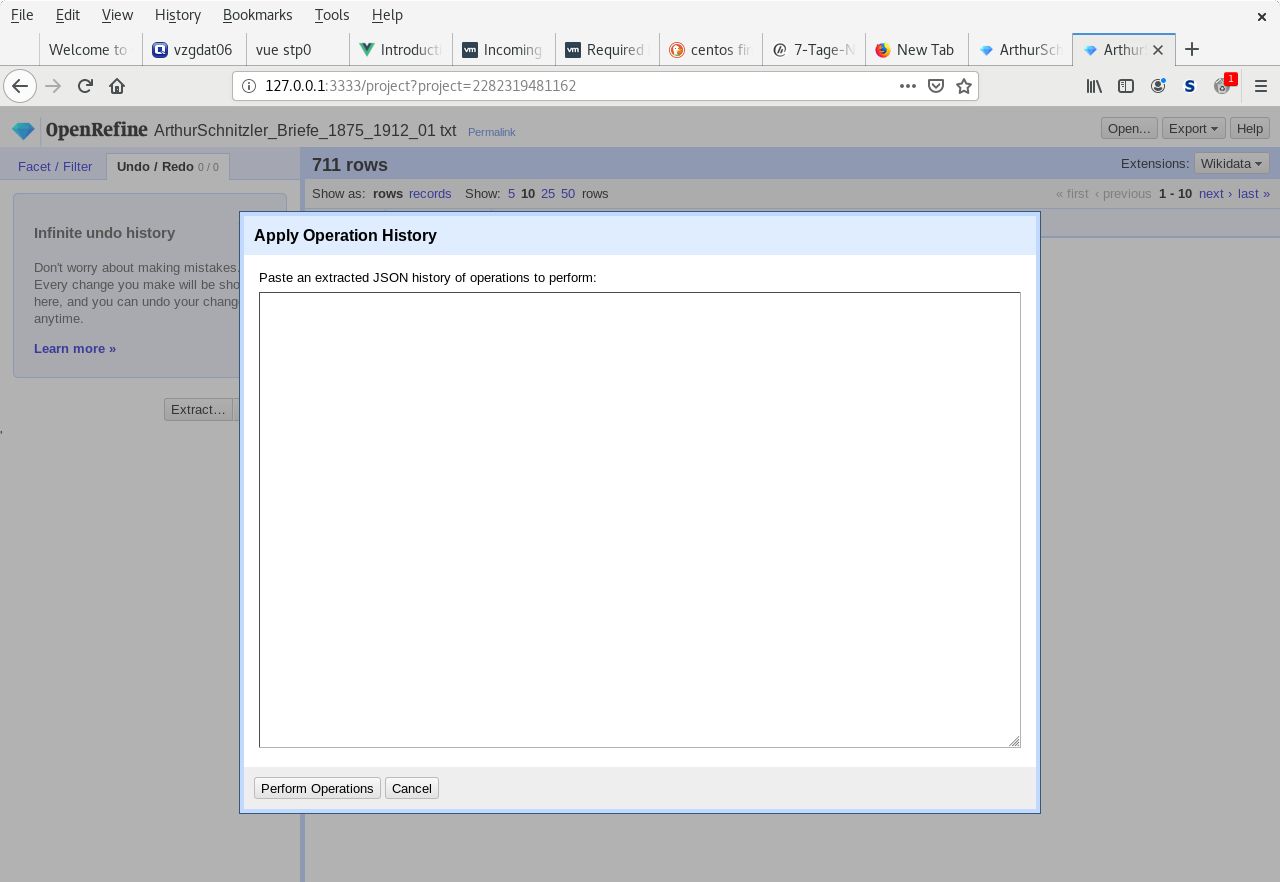 File Edit View History Bookmarks Tools Help
Welcome to vzgdat06 vue stp0 Introducti Incoming Required centos fir 7-Tage-N New Tab ArthurSch Arthur
127.0.0.1:3333/project?project=2282319481162
1
OpenRefine ArthurSchnitzler_Briefe_1875_1912_01 txt Permalink Open... Export Help
Facet / Filter Undo / Redo 0 / 0 711 rows Extensions: Wikidata
Show as: rows records Show: 5 10 25 50 rows « first ‹ previous 1 - 10 next › last »
Infinite undo history
Don't worry about making mistakes.
Every change you make will be sho
here, and you can undo your chang
anytime.
Learn more »
Extract…
Apply Operation History
Paste an extracted JSON history of operations to perform:
Perform Operations Cancel